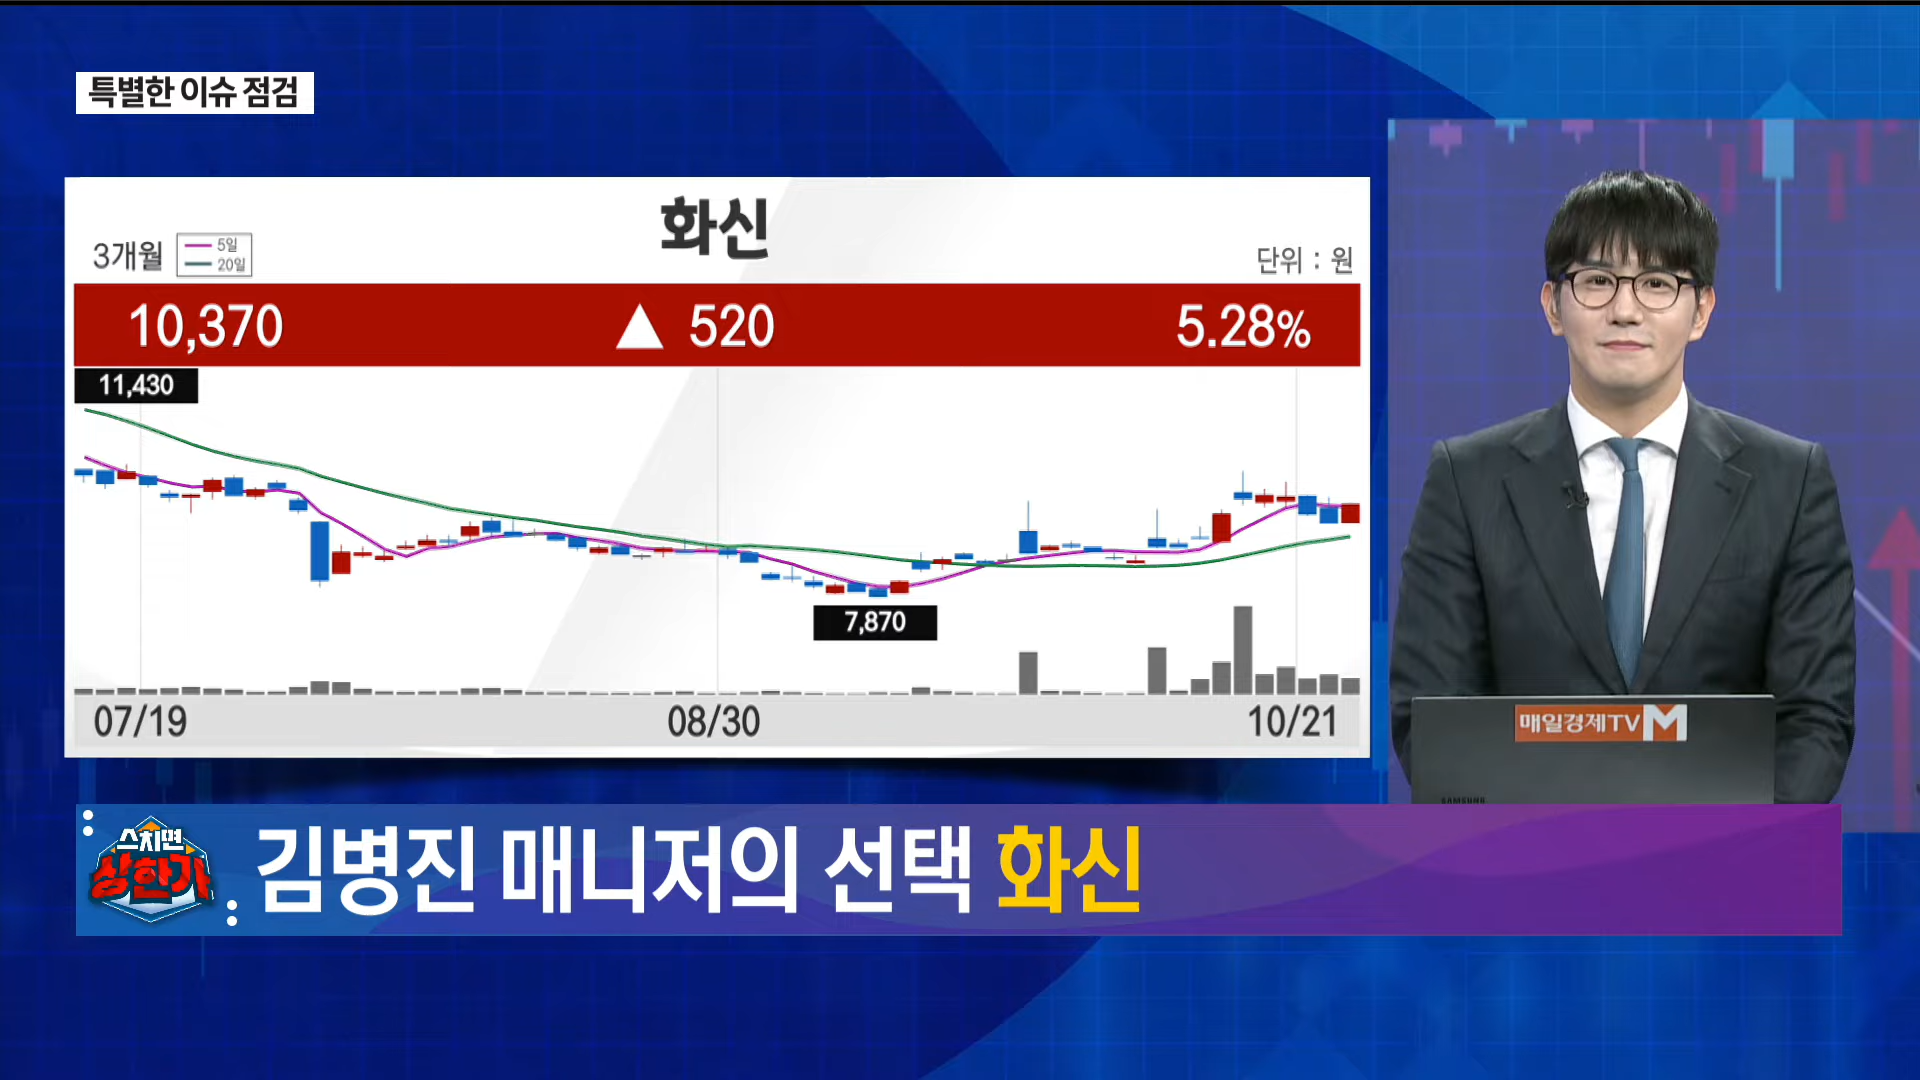 특별한 이슈 점검
화신
3개월
5일
20일
단위 : 원
10,370 ▲ 520 5.28%
11,430
7,870
07/19 08/30 10/21
매일경제TV M
SAMSUNG
스치면
상한가
김병진 매니저의 선택 화신